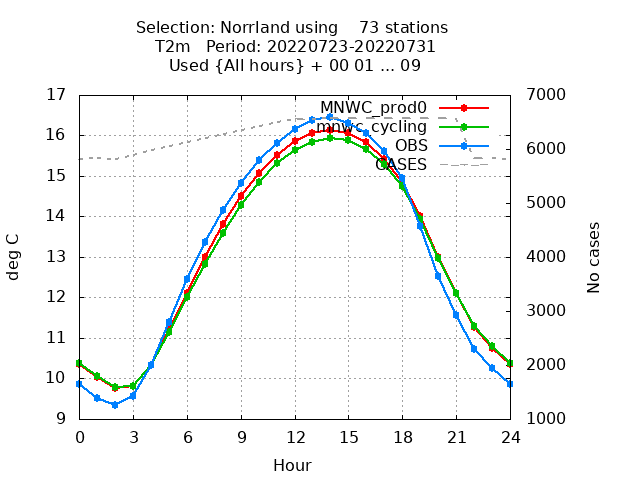 Selection: Norrland using    73 stations
T2m   Period: 20220723-20220731
Used {All hours} + 00 01 ... 09
17
16
15
14
13
12
11
10
9
7000
6000
5000
4000
3000
2000
1000
MNWC_prod0
mnwc_cycling
OBS
CASES
deg C
No cases
0 3 6 9 12 15 18 21 24
Hour